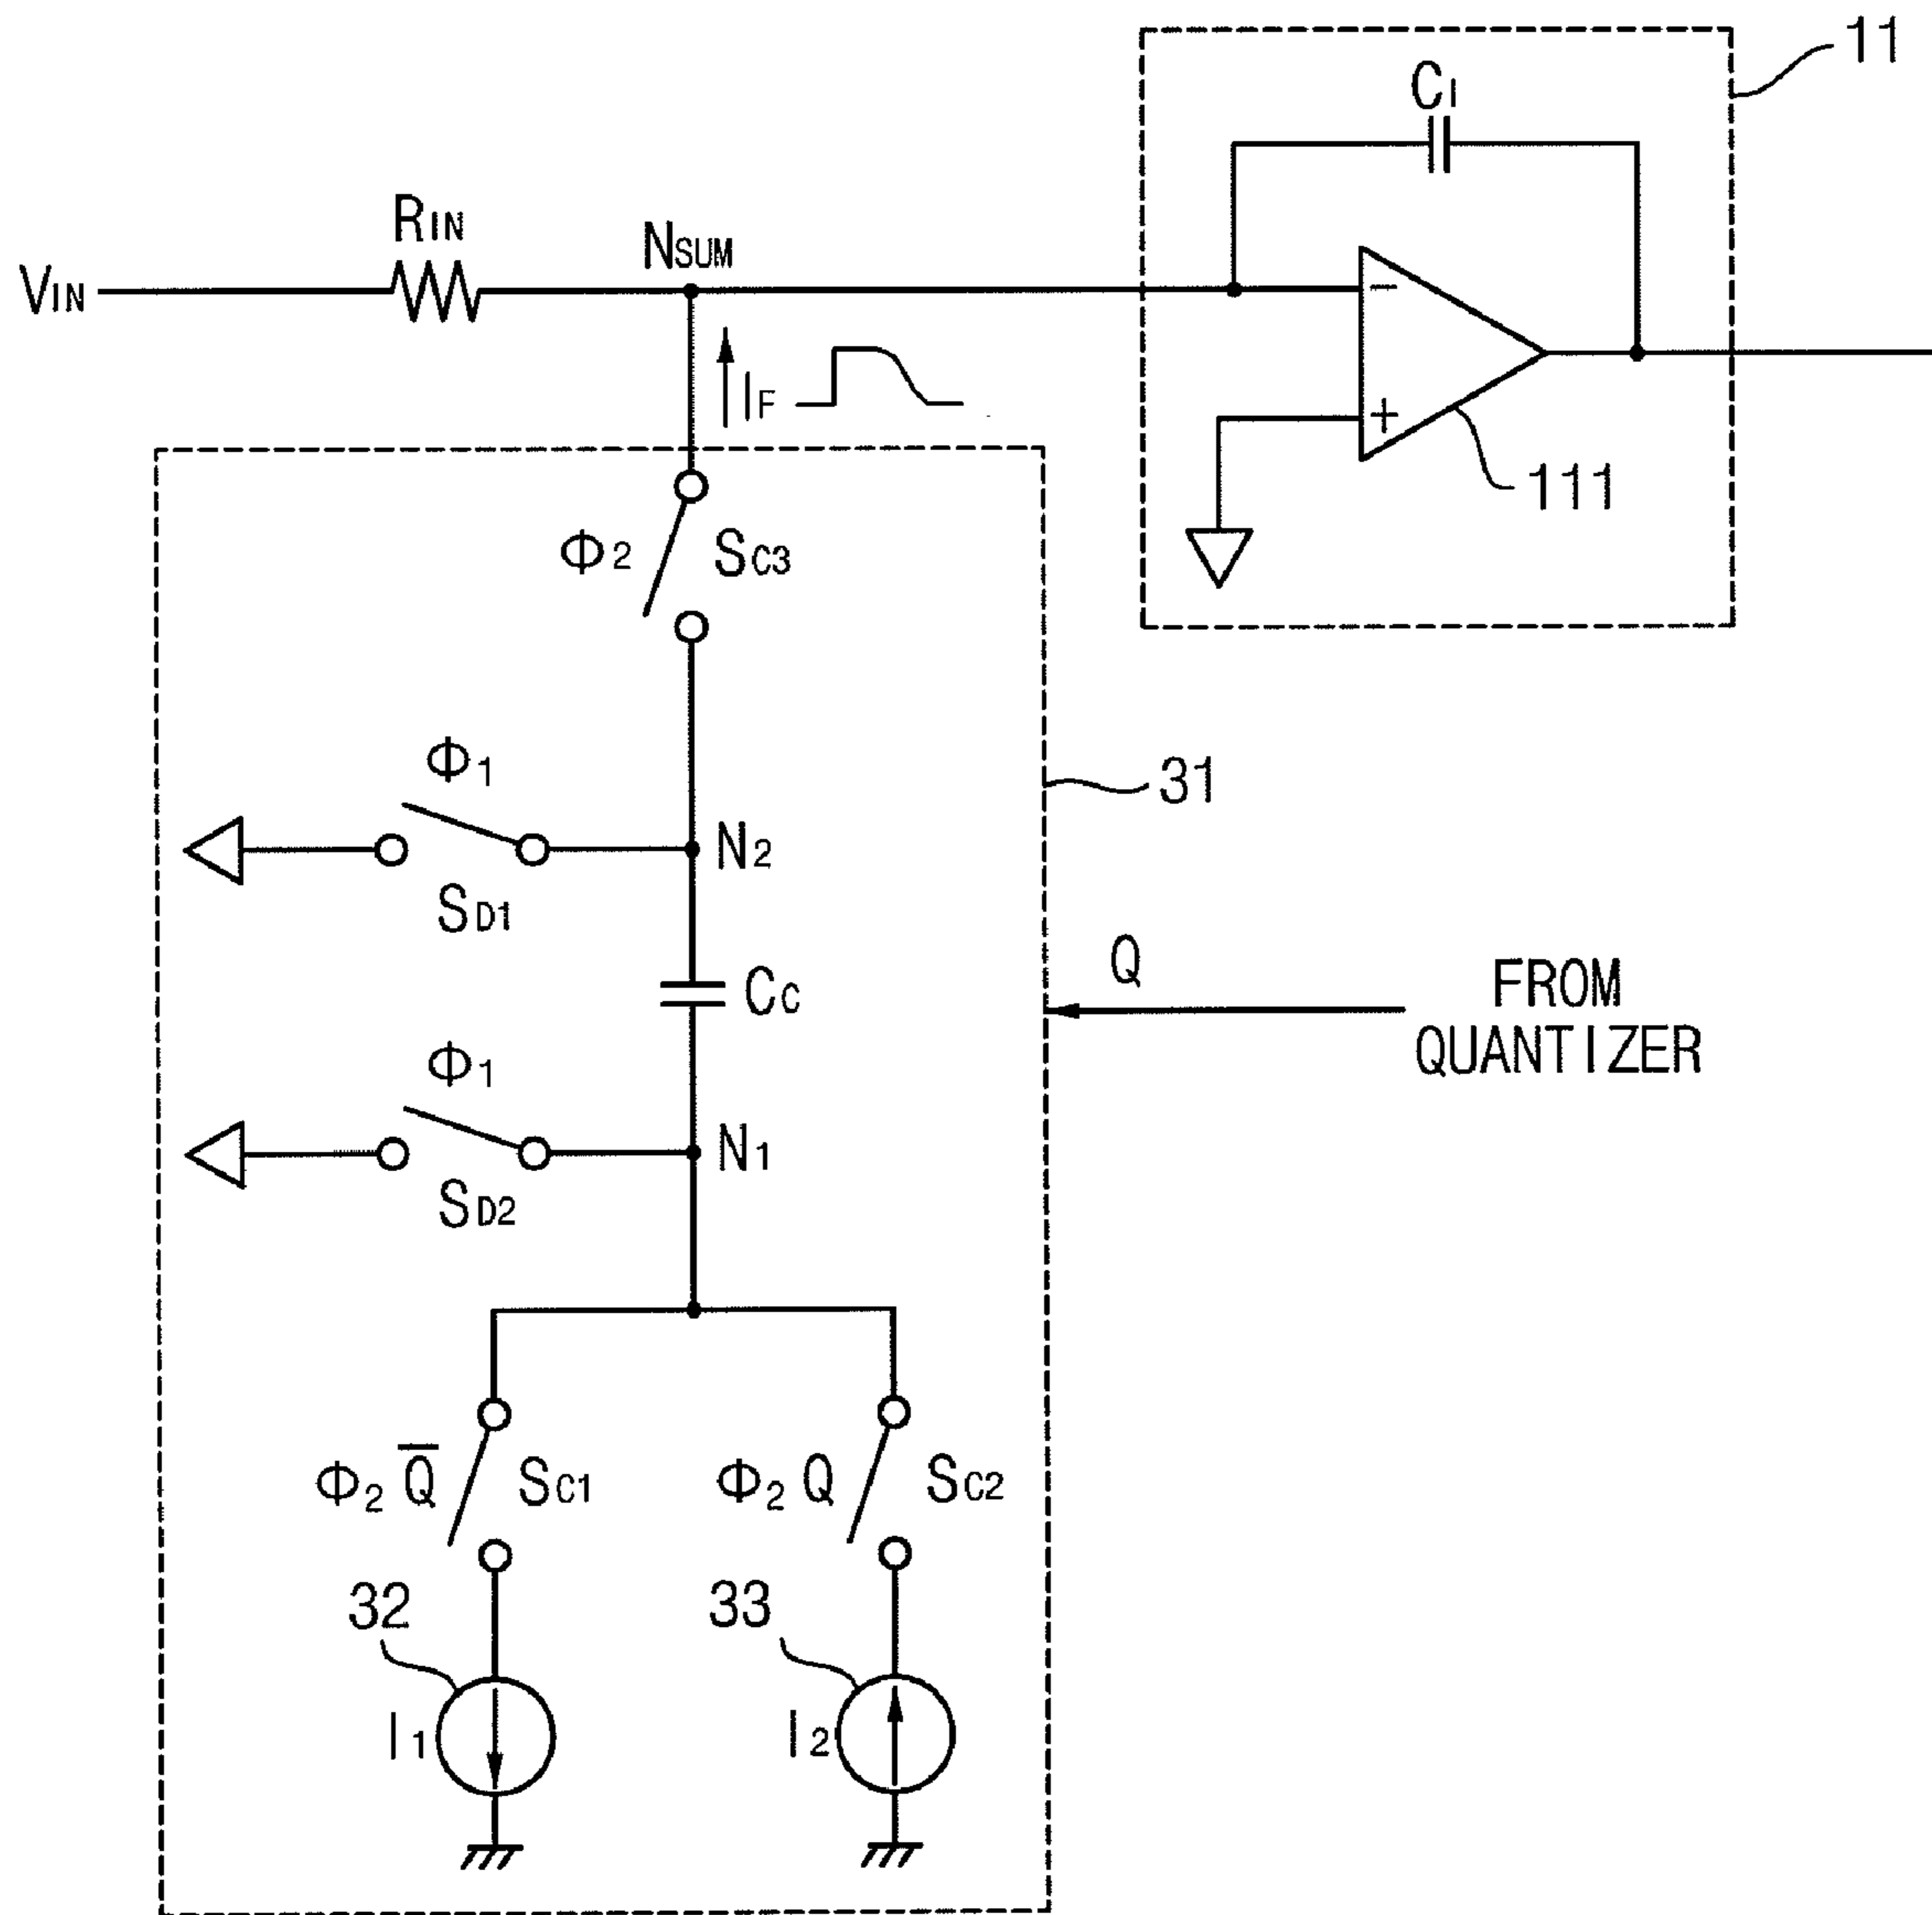 11
CI
RIN
NSUM
VIN
−
IF
+
111
Φ2
SC3
Φ1
31
N2
SD1
Q
FROM
QUANTIZER
CC
Φ1
N1
SD2
Φ2 Q̅
SC1
Φ2 Q
SC2
32
33
I1
I2